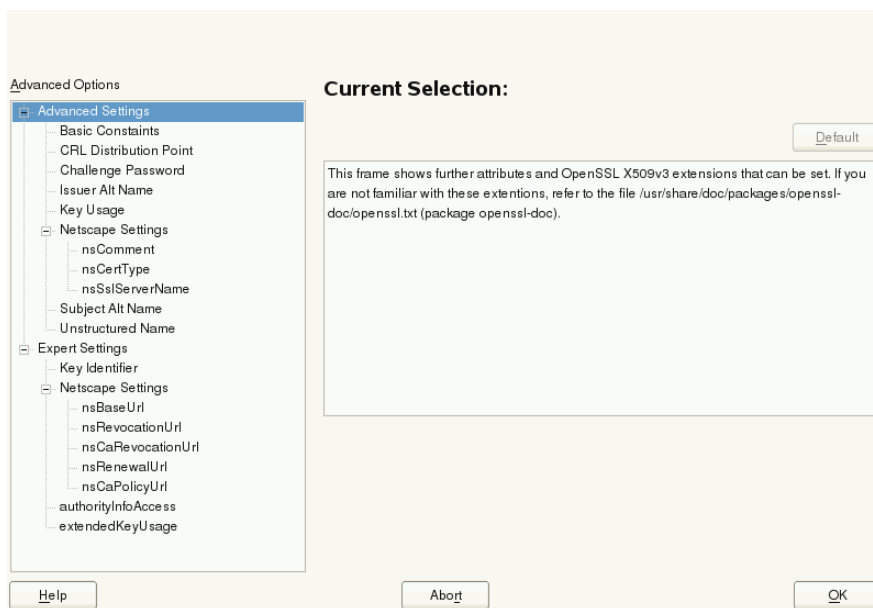 Advanced Options
Advanced Settings
Basic Constaints
CRL Distribution Point
Challenge Password
Issuer Alt Name
Key Usage
Netscape Settings
nsComment
nsCertType
nsSslServerName
Subject Alt Name
Unstructured Name
Expert Settings
Key Identifier
Netscape Settings
nsBaseUrl
nsRevocationUrl
nsCaRevocationUrl
nsRenewalUrl
nsCaPolicyUrl
authorityInfoAccess
extendedKeyUsage
Current Selection:
Default
This frame shows further attributes and OpenSSL X509v3 extensions that can be set. If you
are not familiar with these extentions, refer to the file /usr/share/doc/packages/openssl-
doc/openssl.txt (package openssl-doc).
Help
Abort
OK